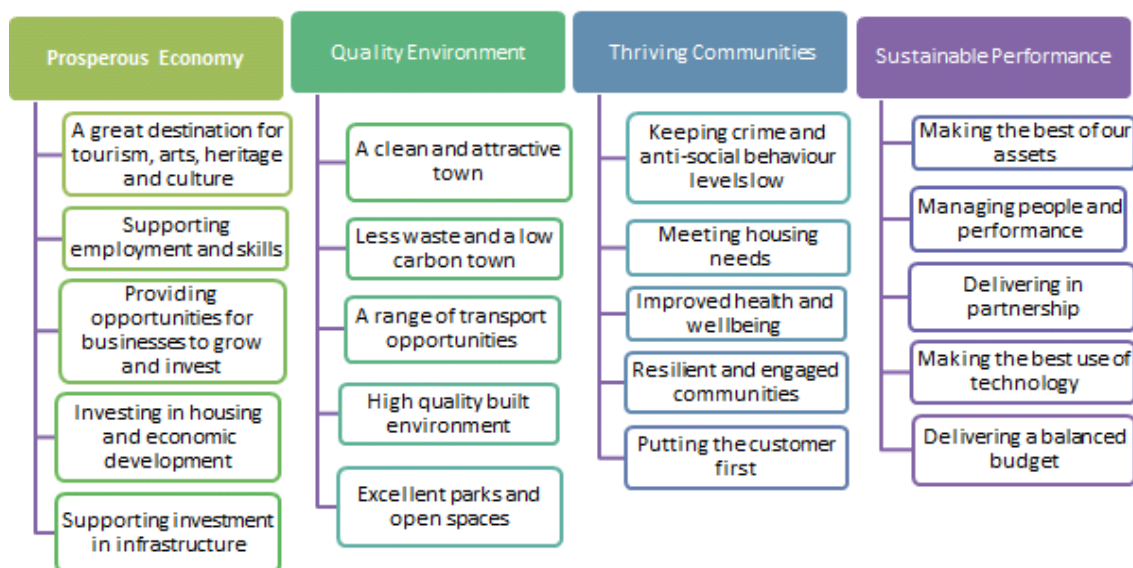 Prosperous Economy
A great destination for
tourism, arts, heritage
and culture
Supporting
employment and skills
Providing
opportunities for
businesses to grow
and invest
Investing in housing
and economic
development
Supporting investment
in infrastructure
Quality Environment
A clean and attractive
town
Less waste and a low
carbon town
A range of transport
opportunities
High quality built
environment
Excellent parks and
open spaces
Thriving Communities
Keeping crime and
anti-social behaviour
levels low
Meeting housing
needs
Improved health and
wellbeing
Resilient and engaged
communities
Putting the customer
first
Sustainable Performance
Making the best of our
assets
Managing people and
performance
Delivering in
partnership
Making the best use of
technology
Delivering a balanced
budget